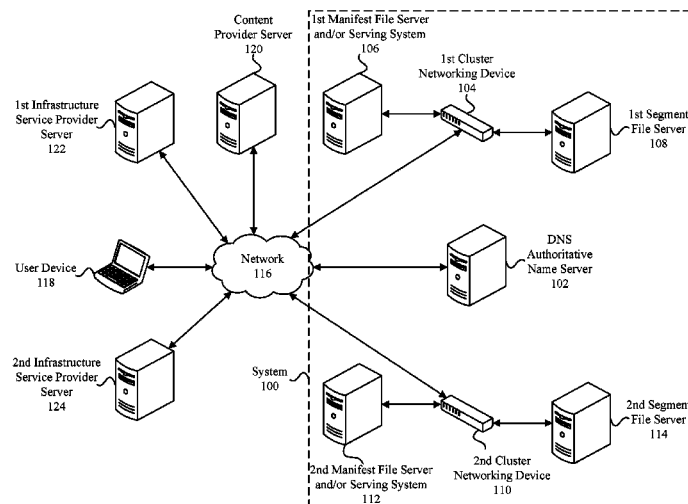 Content
Provider Server
120
1st Manifest File Server
and/or Serving System
106
1st Cluster
Networking Device
104
1st Infrastructure
Service Provider
Server
122
1st Segment
File Server
108
User Device
118
Network
116
DNS
Authoritative
Name Server
102
2nd Infrastructure
Service Provider
Server
124
System
100
2nd Manifest File Server
and/or Serving System
112
2nd Cluster
Networking Device
110
2nd Segment
File Server
114